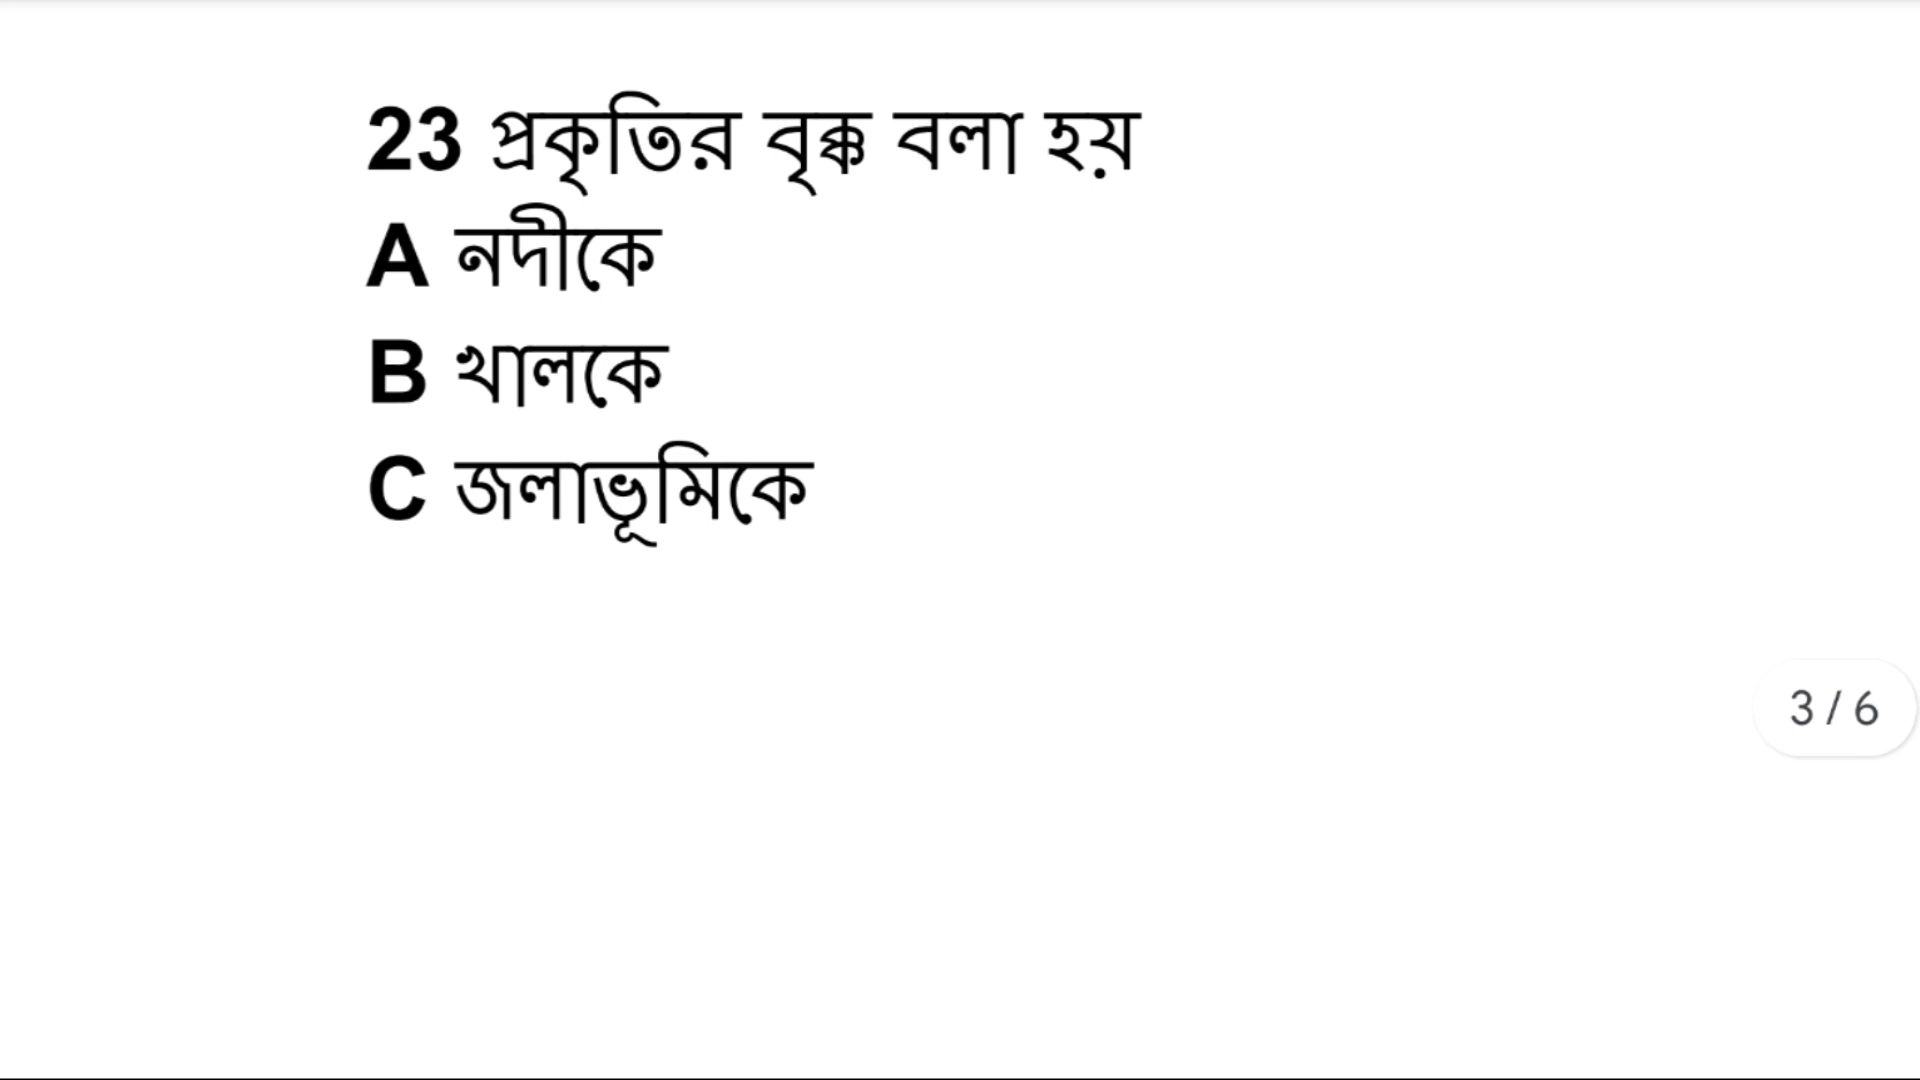 23 প্রকৃতির বৃক্ক বলা হয়
A নদীকে
B খালকে
C জলাভূমিকে
3 / 6